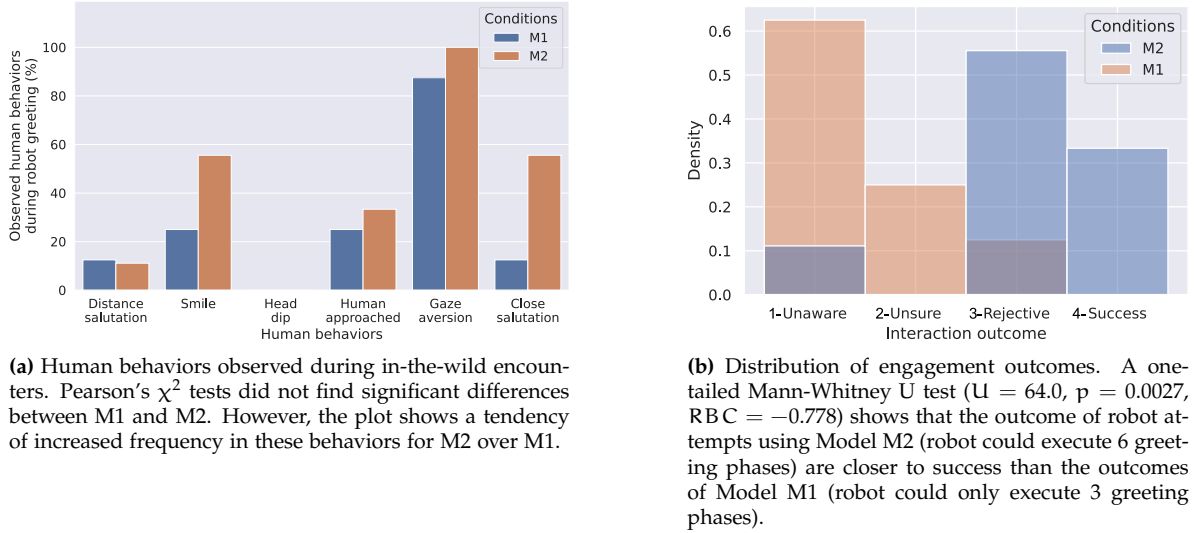 Conditions
M1
M2
100
80
60
40
20
0
Observed human behaviors
during robot greeting (%)
Distance
salutation
Smile
Head
dip
Human
approached
Gaze
aversion
Close
salutation
Human behaviors
(a) Human behaviors observed during in-the-wild encoun-
ters. Pearson's χ² tests did not find significant differences
between M1 and M2. However, the plot shows a tendency
of increased frequency in these behaviors for M2 over M1.
Conditions
M2
M1
0.6
0.5
0.4
0.3
0.2
0.1
0.0
Density
1-Unaware
2-Unsure
3-Rejective
4-Success
Interaction outcome
(b) Distribution of engagement outcomes. A one-
tailed Mann-Whitney U test (U = 64.0, p = 0.0027,
RBC = −0.778) shows that the outcome of robot at-
tempts using Model M2 (robot could execute 6 greet-
ing phases) are closer to success than the outcomes
of Model M1 (robot could only execute 3 greeting
phases).